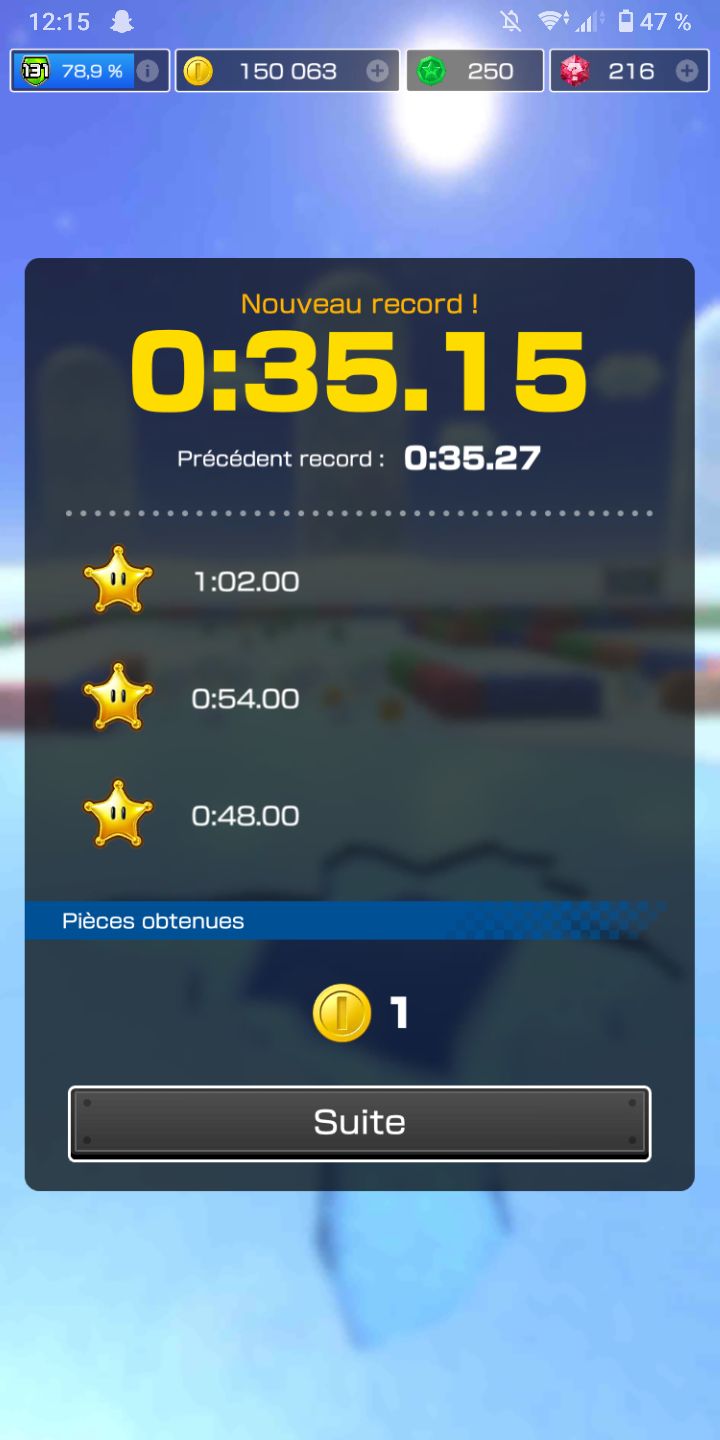 12:15 47 %
131 78,9 % i 150 063 + 250 ? 216 +
Nouveau record !
0:35.15
Précédent record : 0:35.27
1:02.00
0:54.00
0:48.00
Pièces obtenues
1
Suite